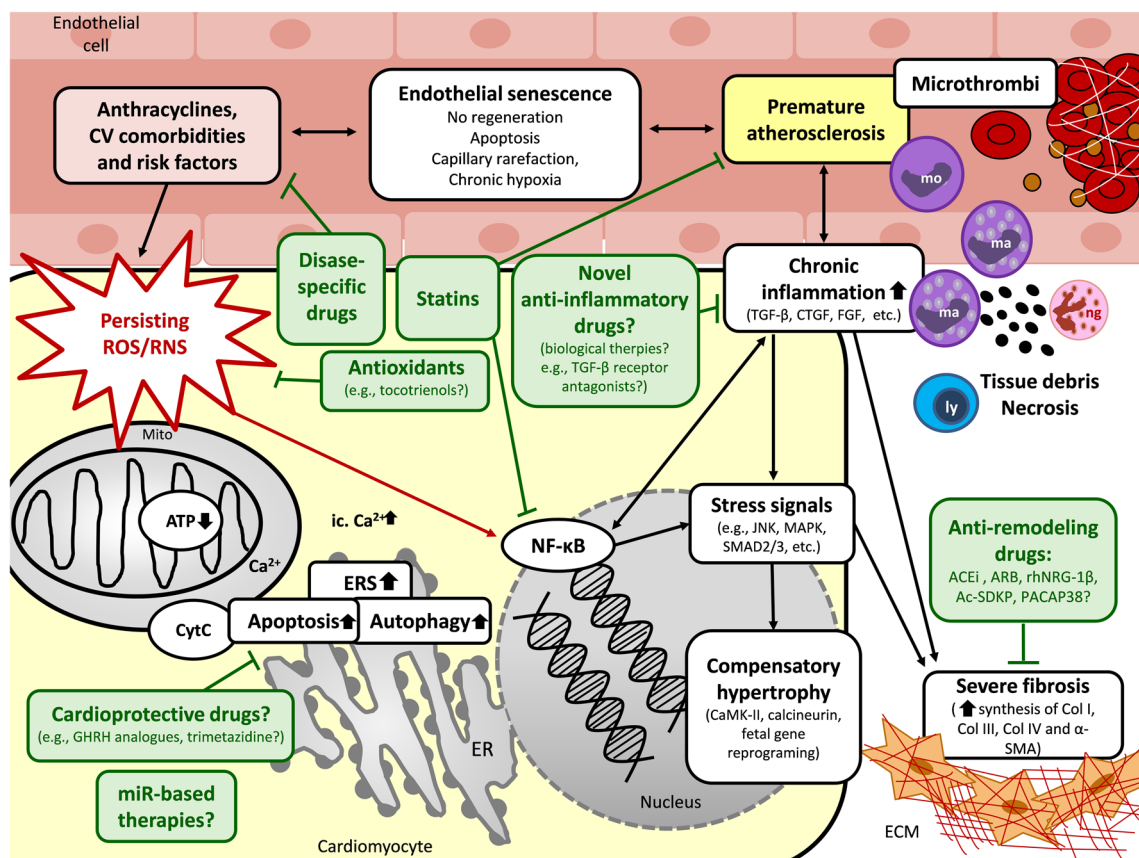 Endothelial
cell
Anthracyclines,
CV comorbidities
and risk factors
Endothelial senescence
No regeneration
Apoptosis
Capillary rarefaction,
Chronic hypoxia
Premature
atherosclerosis
Microthrombi
mo
ma
ma
ng
ly
Tissue debris
Necrosis
Persisting
ROS/RNS
Disase-
specific
drugs
Statins
Antioxidants
(e.g., tocotrienols?)
Novel
anti-inflammatory
drugs?
(biological therpies?
e.g., TGF-β receptor
antagonists?)
Chronic
inflammation
(TGF-β, CTGF, FGF, etc.)
Mito
ATP
Ca²⁺
ic. Ca²⁺
CytC
ERS
Apoptosis
Autophagy
NF-κB
Stress signals
(e.g., JNK, MAPK,
SMAD2/3, etc.)
Compensatory
hypertrophy
(CaMK-II, calcineurin,
fetal gene
reprograming)
Anti-remodeling
drugs:
ACEi , ARB, rhNRG-1β,
Ac-SDKP, PACAP38?
Severe fibrosis
( synthesis of Col I,
Col III, Col IV and α-
SMA)
Cardioprotective drugs?
(e.g., GHRH analogues, trimetazidine?)
miR-based
therapies?
ER
Nucleus
Cardiomyocyte
ECM